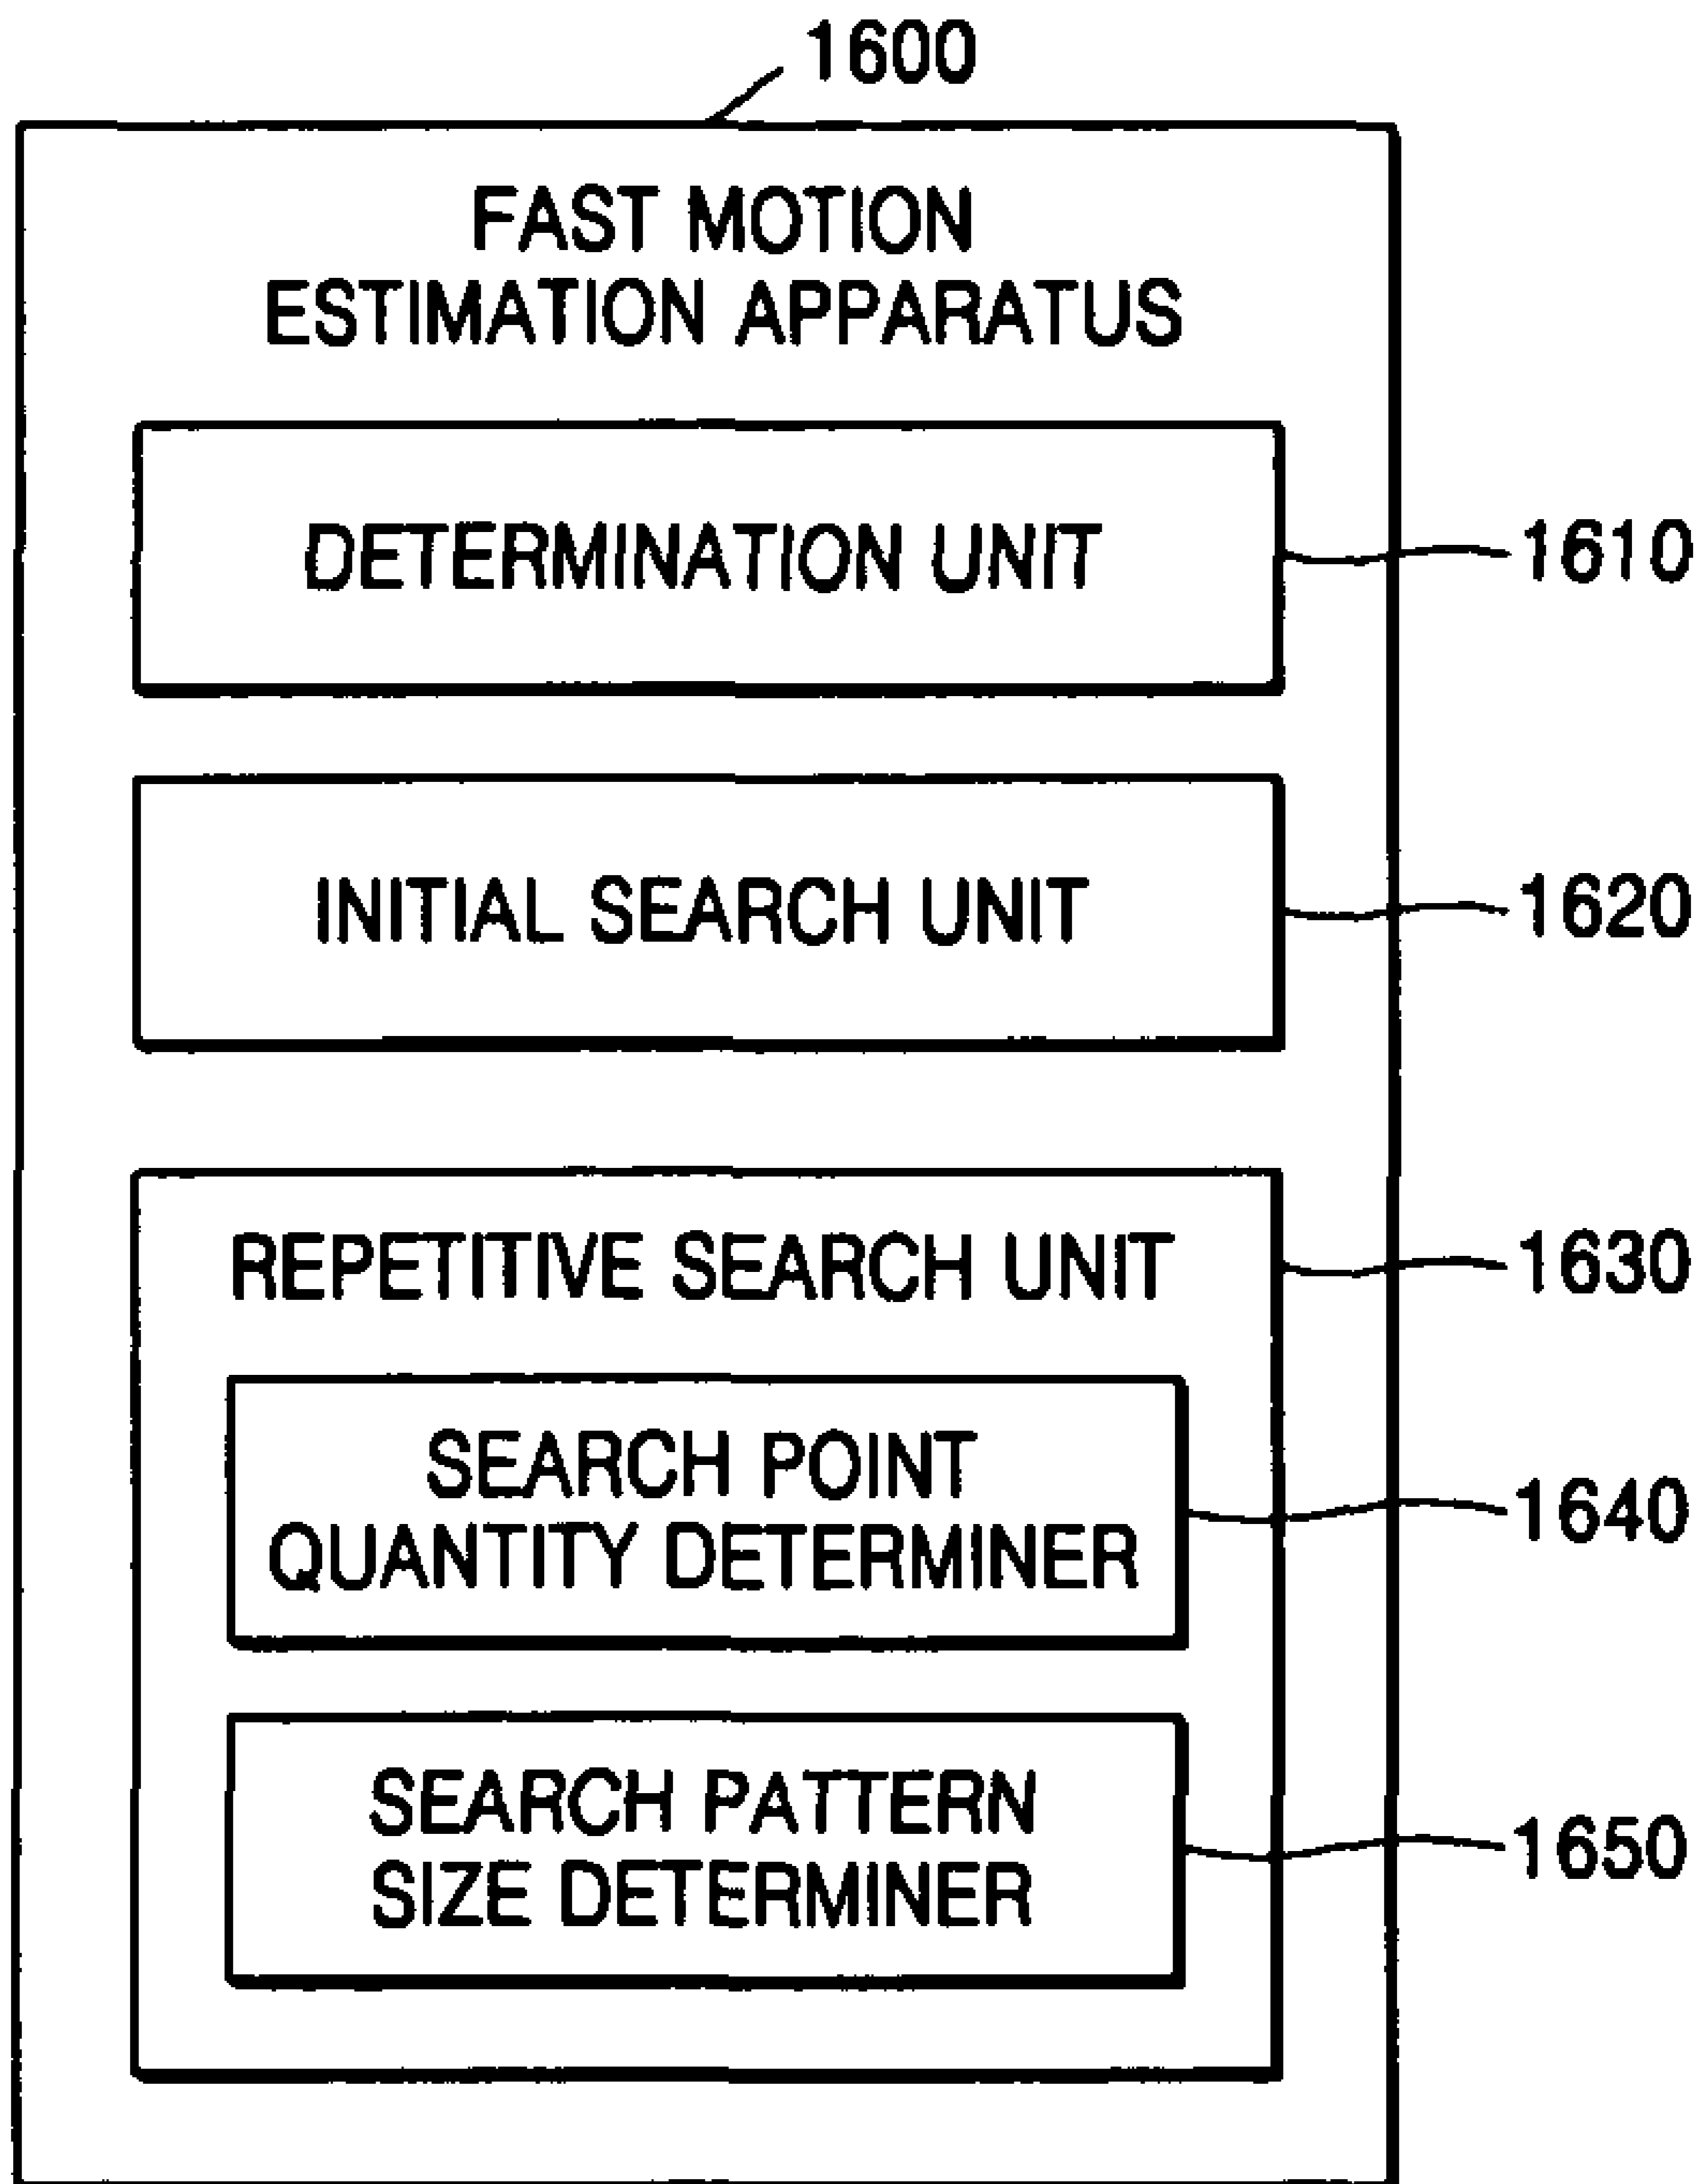 1600
FAST MOTION
ESTIMATION APPARATUS
DETERMINATION UNIT
1610
INITIAL SEARCH UNIT
1620
REPETITIVE SEARCH UNIT
1630
SEARCH POINT
QUANTITY DETERMINER
1640
SEARCH PATTERN
SIZE DETERMINER
1650